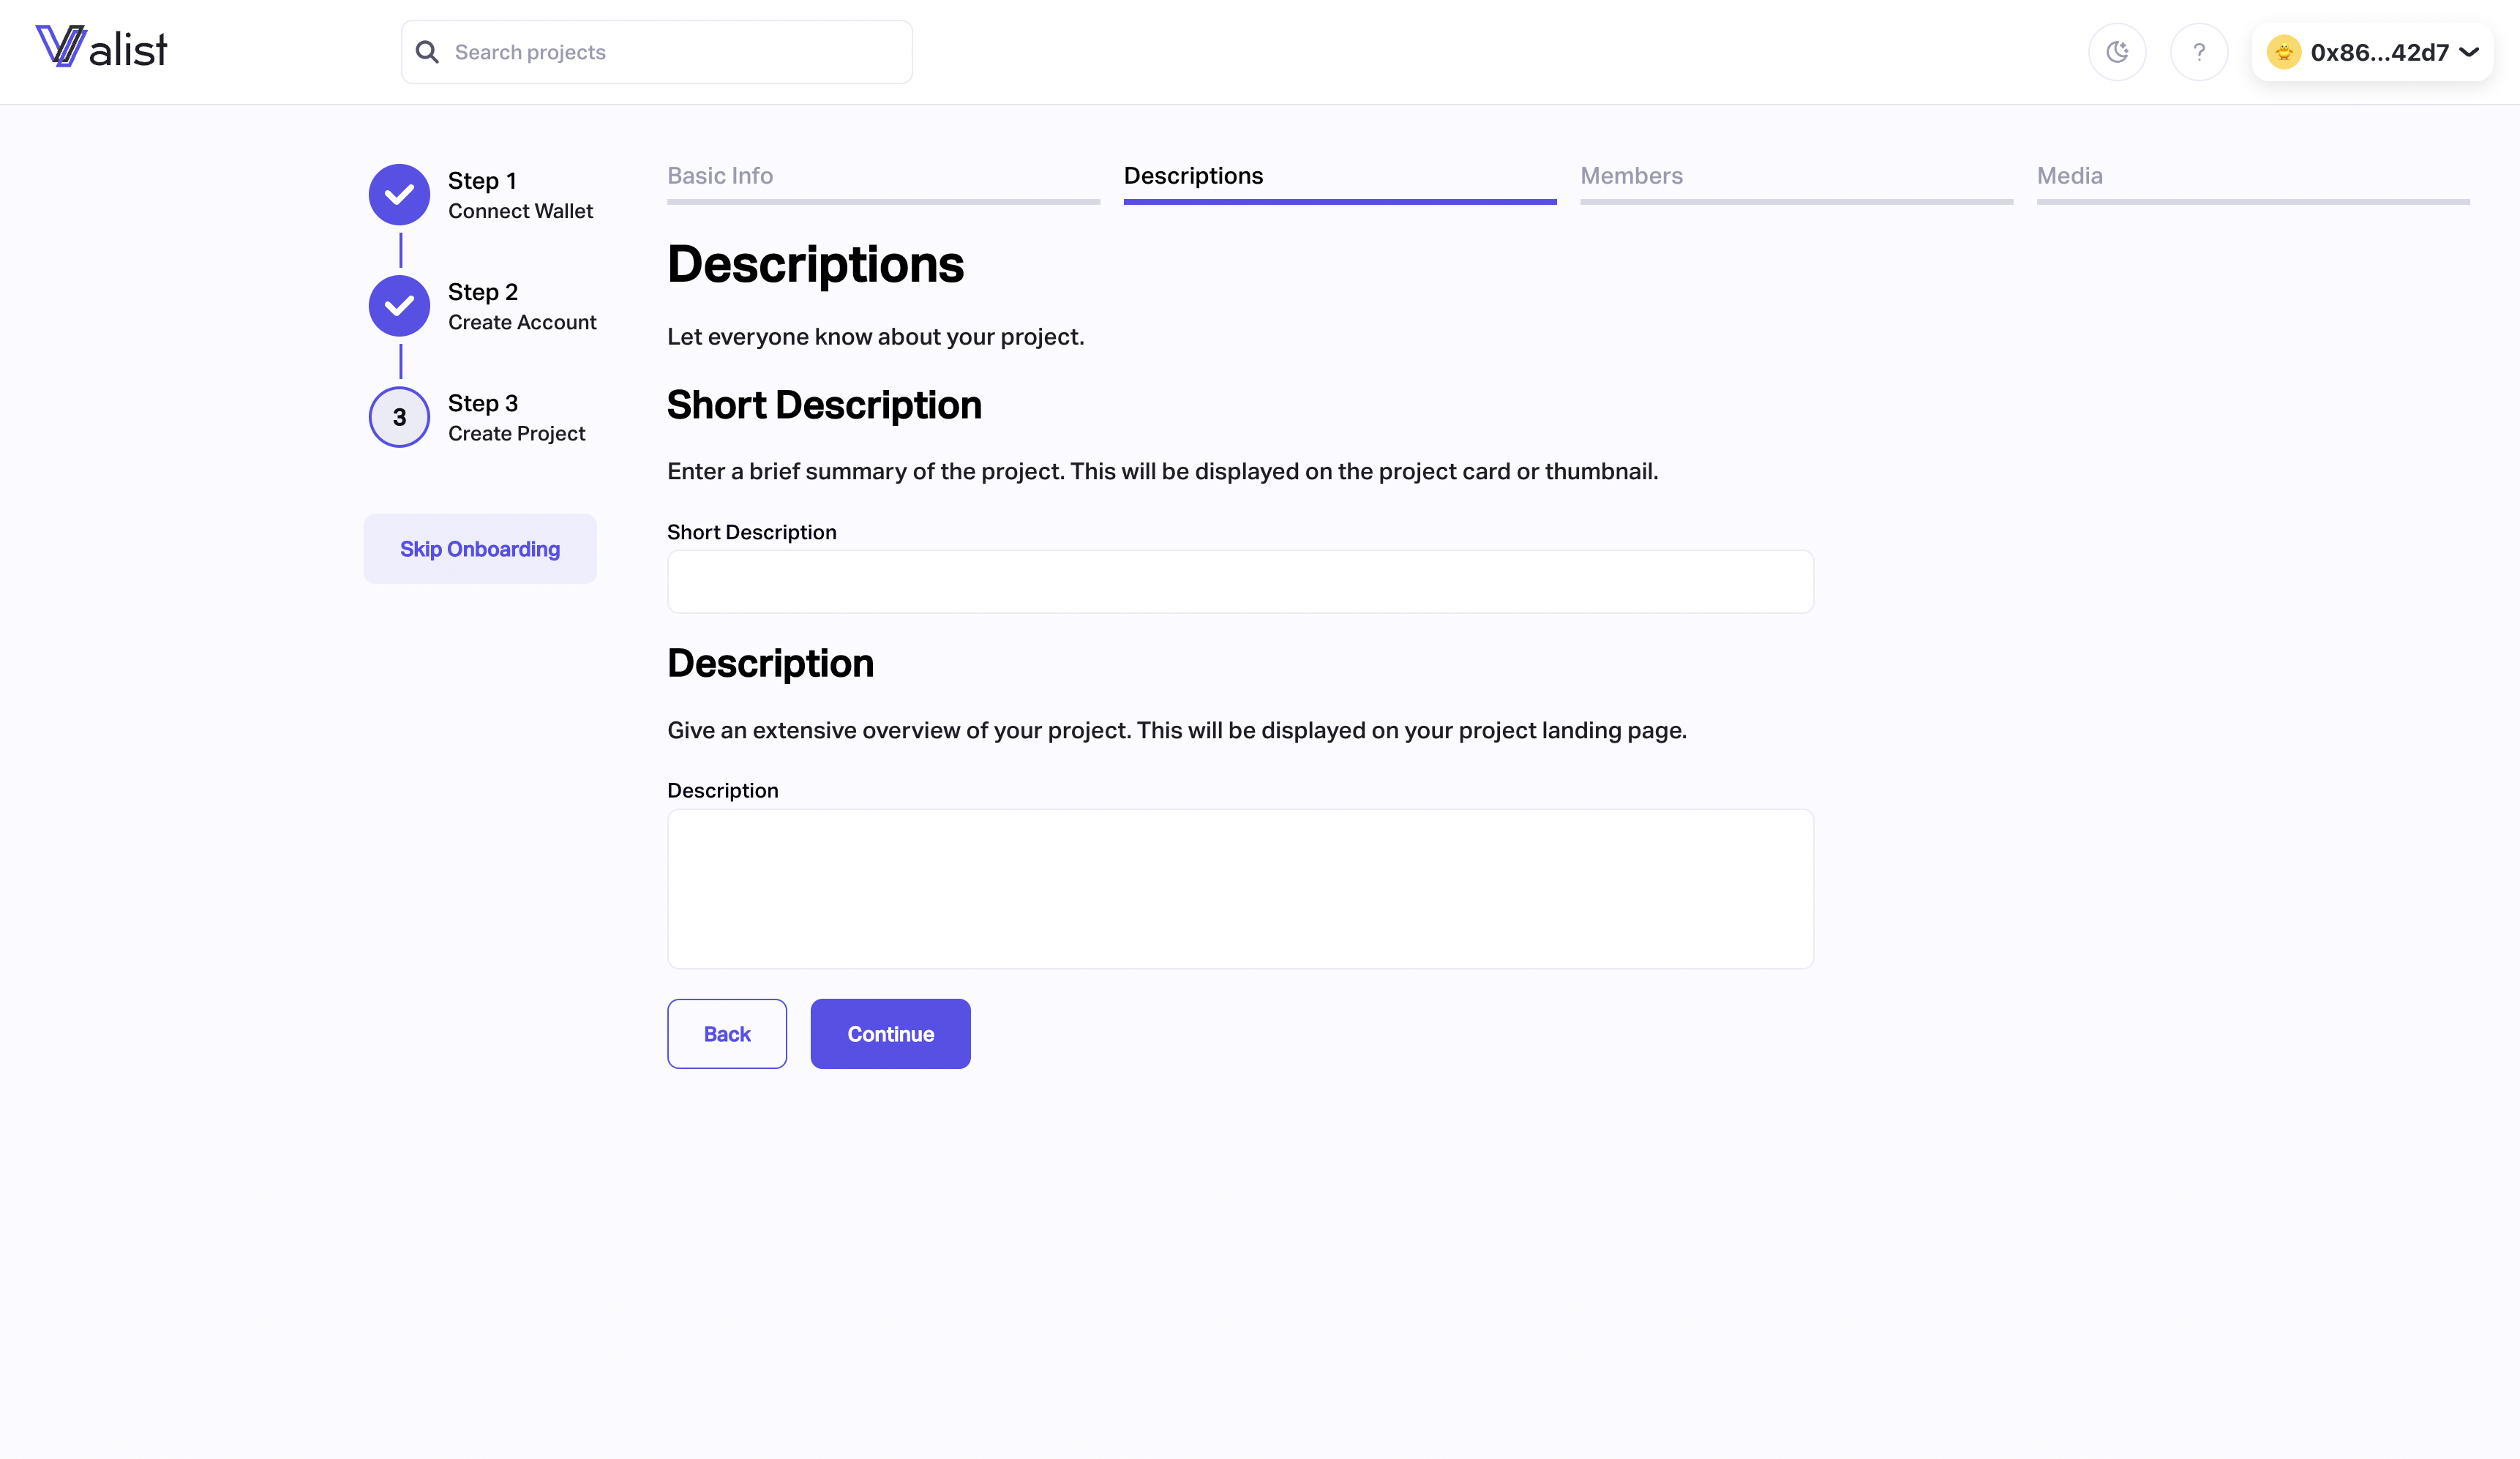 Valist
Search projects
?
0x86...42d7
Step 1
Connect Wallet
Step 2
Create Account
3
Step 3
Create Project
Skip Onboarding
Basic Info
Descriptions
Members
Media
Descriptions
Let everyone know about your project.
Short Description
Enter a brief summary of the project. This will be displayed on the project card or thumbnail.
Short Description
Description
Give an extensive overview of your project. This will be displayed on your project landing page.
Description
Back
Continue